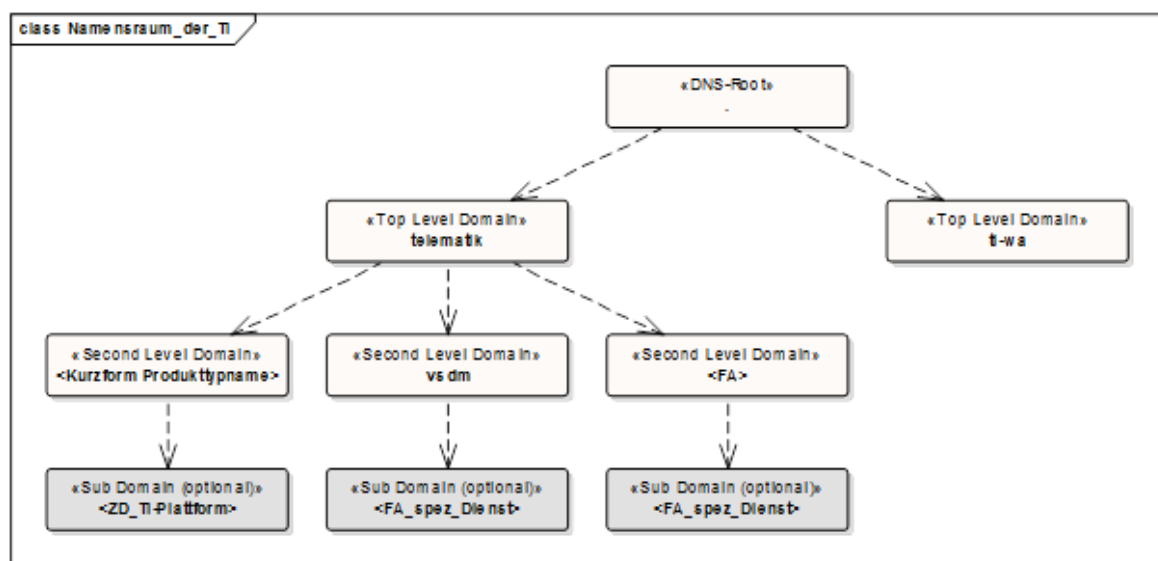 class Namensraum_der_TI
«DNS-Root»
.
«Top Level Domain»
telematik
«Top Level Domain»
ti-wa
«Second Level Domain»
<Kurzform Produkttypname>
«Second Level Domain»
vsdm
«Second Level Domain»
<FA>
«Sub Domain (optional)»
<ZD_TI-Plattform>
«Sub Domain (optional)»
<FA_spez_Dienst>
«Sub Domain (optional)»
<FA_spez_Dienst>